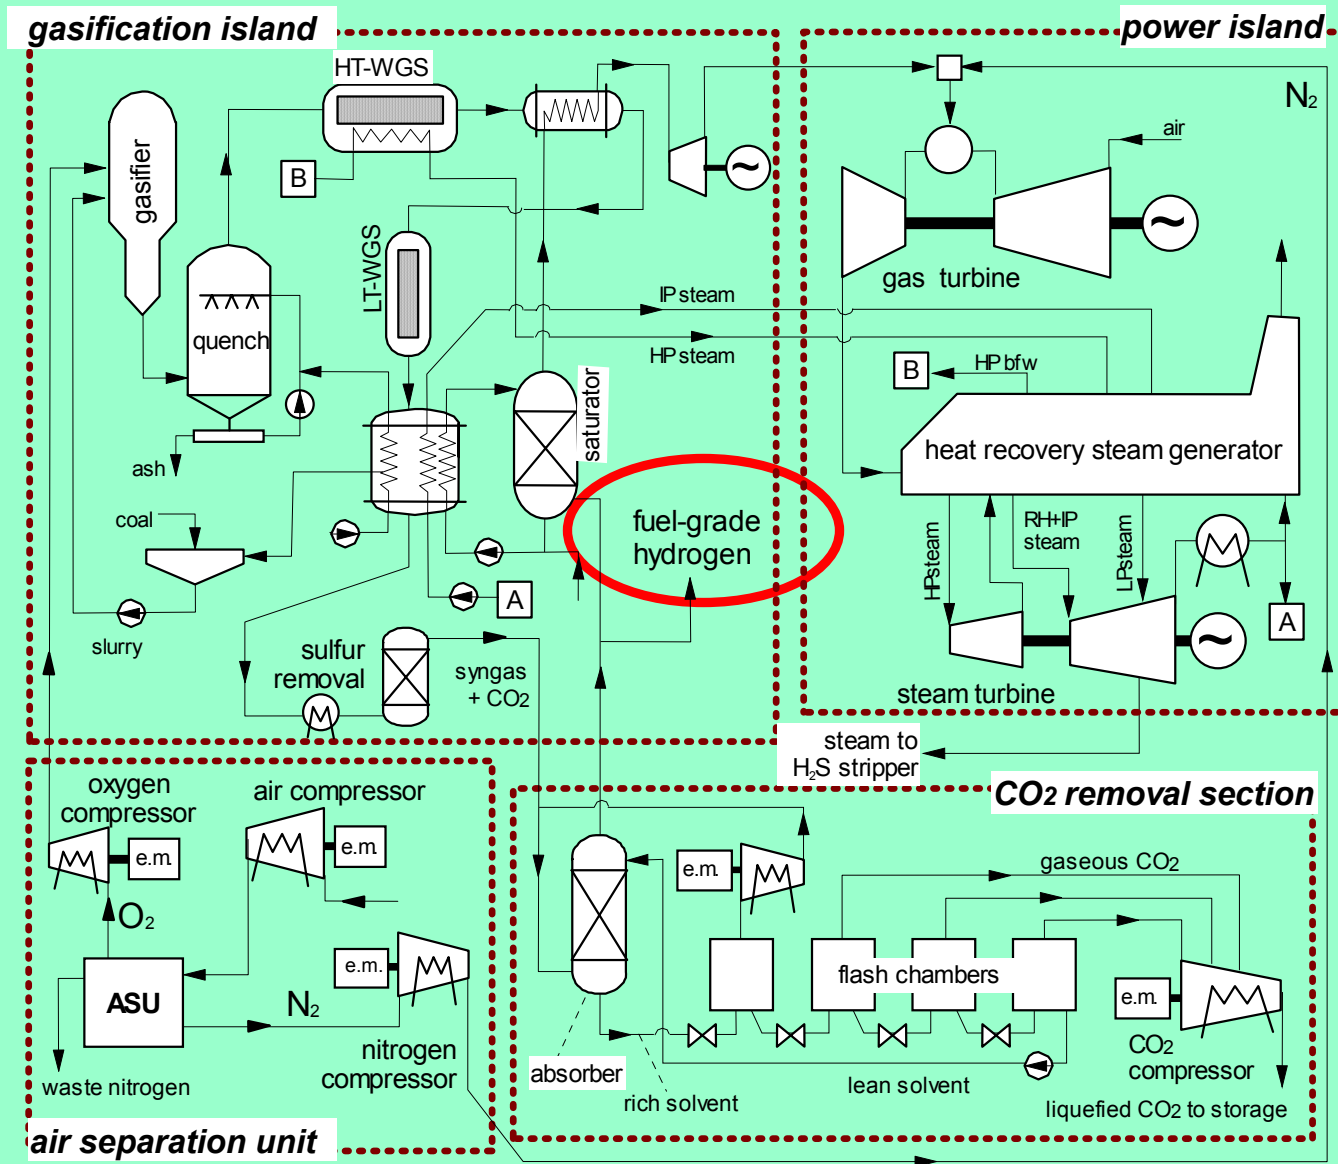 gasification island
power island
HT-WGS
N2
air
gasifier
B
LT-WGS
gas turbine
IP steam
HP steam
quench
B
HP bfw
saturator
heat recovery steam generator
ash
coal
fuel-grade
hydrogen
HPsteam
RH+IP
steam
LPsteam
A
A
slurry
sulfur
removal
syngas
+ CO2
steam turbine
steam to
H2S stripper
oxygen
compressor
air compressor
CO2 removal section
e.m.
e.m.
e.m.
gaseous CO2
O2
e.m.
flash chambers
ASU
N2
e.m.
nitrogen
compressor
CO2
compressor
waste nitrogen
absorber
rich solvent
lean solvent
liquefied CO2 to storage
air separation unit